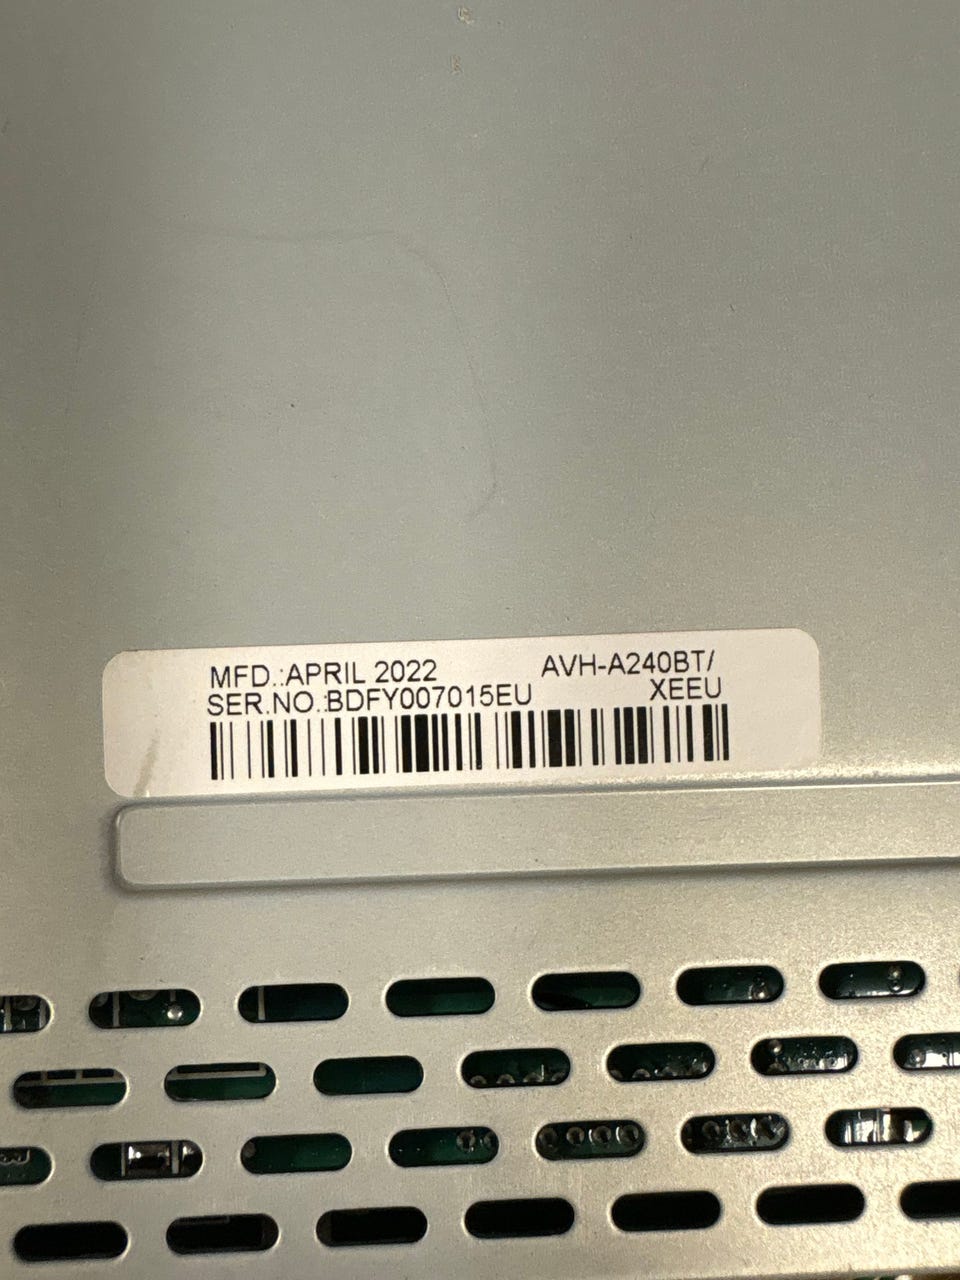 MFD.:APRIL 2022 AVH-A240BT/
SER.NO.:BDFY007015EU XEEU